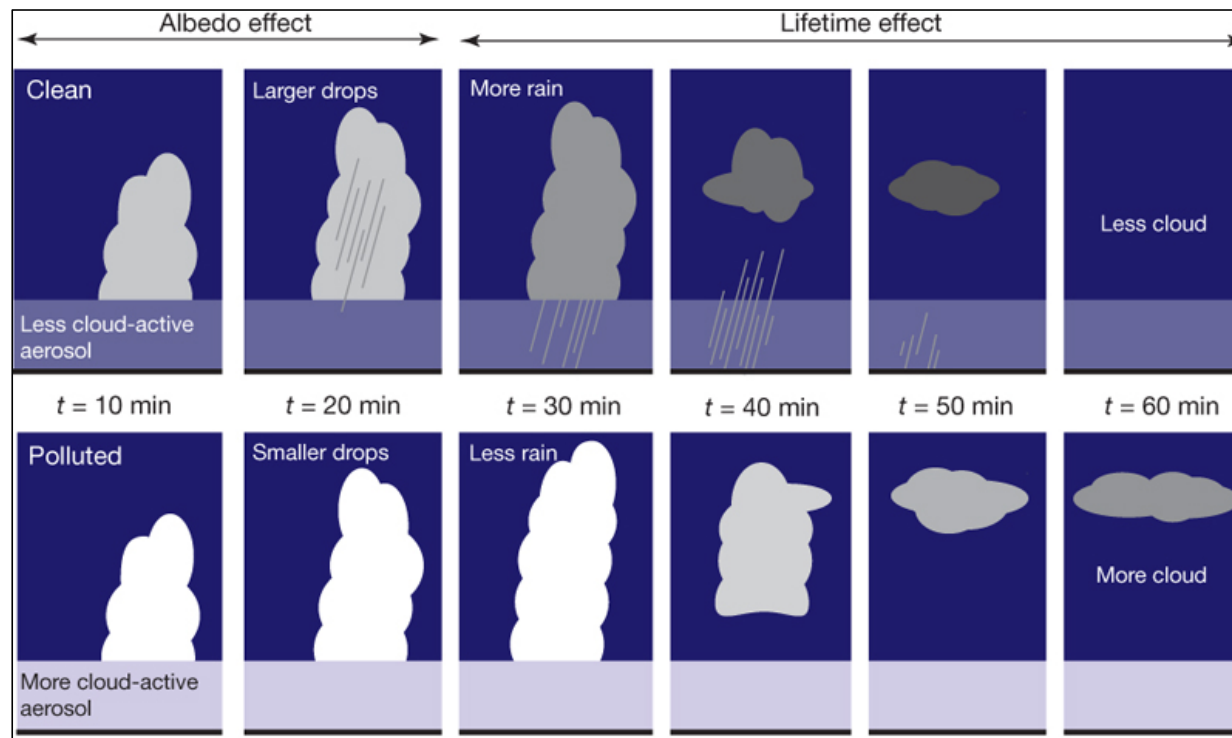 Albedo effect
Lifetime effect
Clean
Larger drops
More rain
Less cloud
Less cloud-active
aerosol
t = 10 min
t = 20 min
t = 30 min
t = 40 min
t = 50 min
t = 60 min
Polluted
Smaller drops
Less rain
More cloud
More cloud-active
aerosol